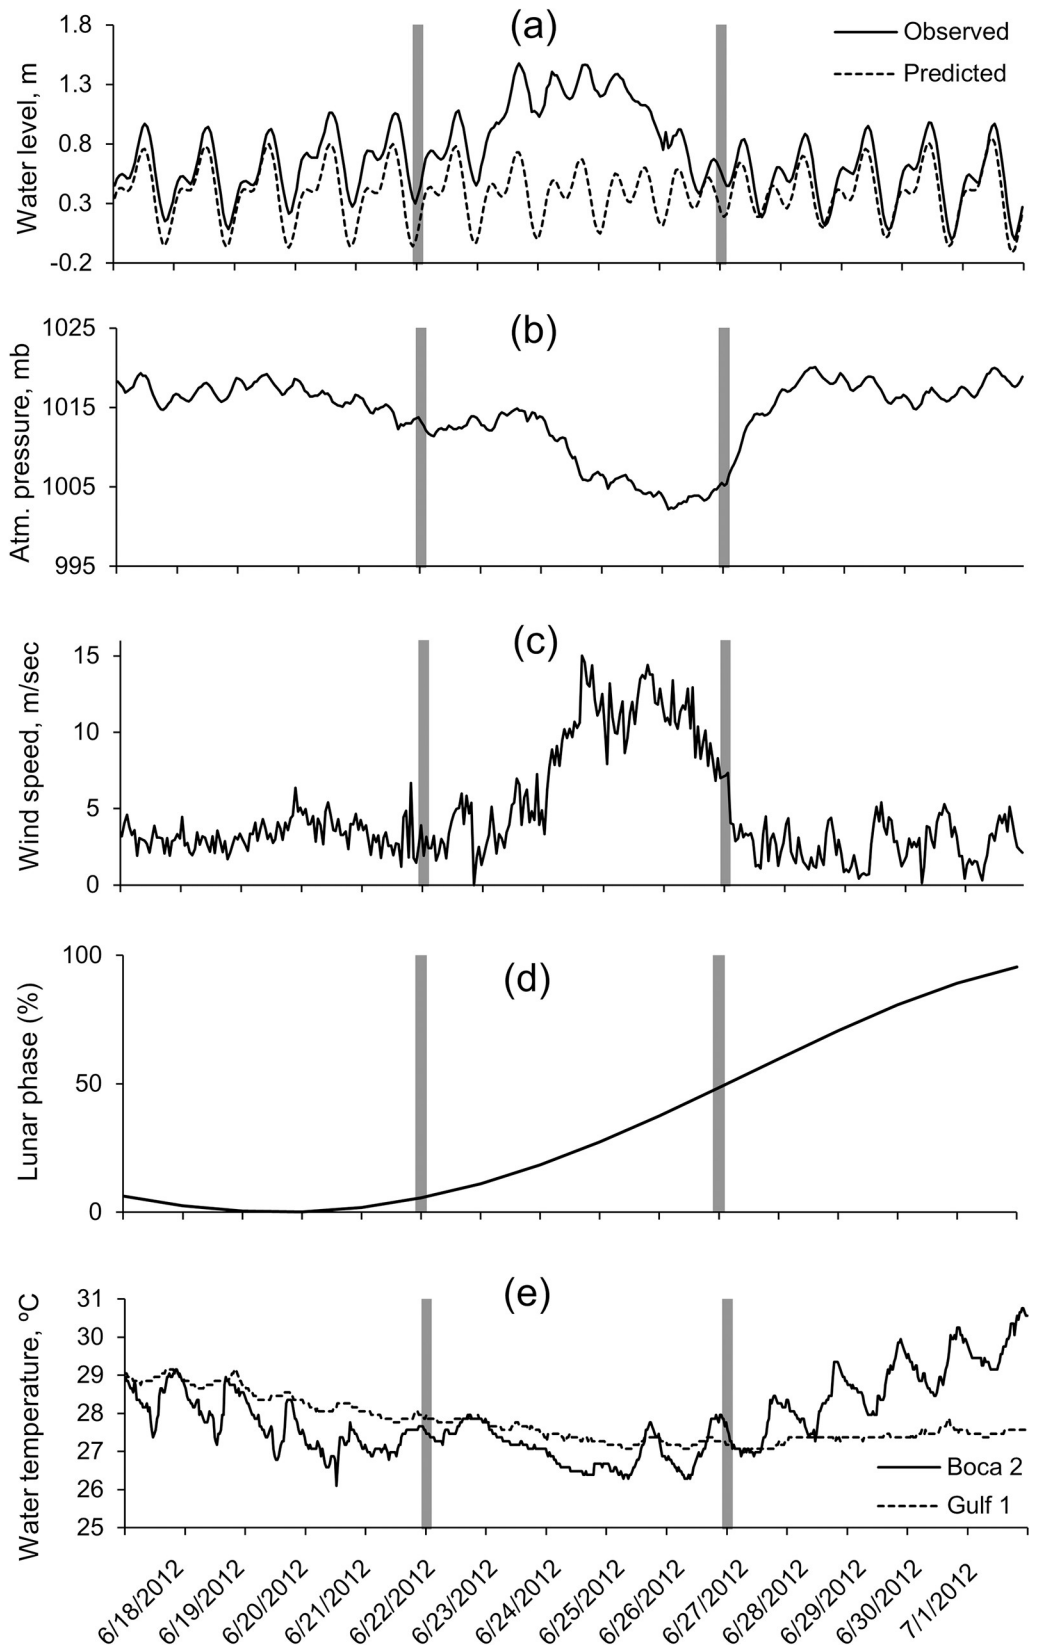 (a)
Water level, m
1.8
1.3
0.8
0.3
-0.2
Observed
Predicted
(b)
Atm. pressure, mb
1025
1015
1005
995
(c)
Wind speed, m/sec
15
10
5
0
(d)
Lunar phase (%)
100
50
0
(e)
Water temperature, ºC
31
30
29
28
27
26
25
Boca 2
Gulf 1
6/18/2012
6/19/2012
6/20/2012
6/21/2012
6/22/2012
6/23/2012
6/24/2012
6/25/2012
6/26/2012
6/27/2012
6/28/2012
6/29/2012
6/30/2012
7/1/2012